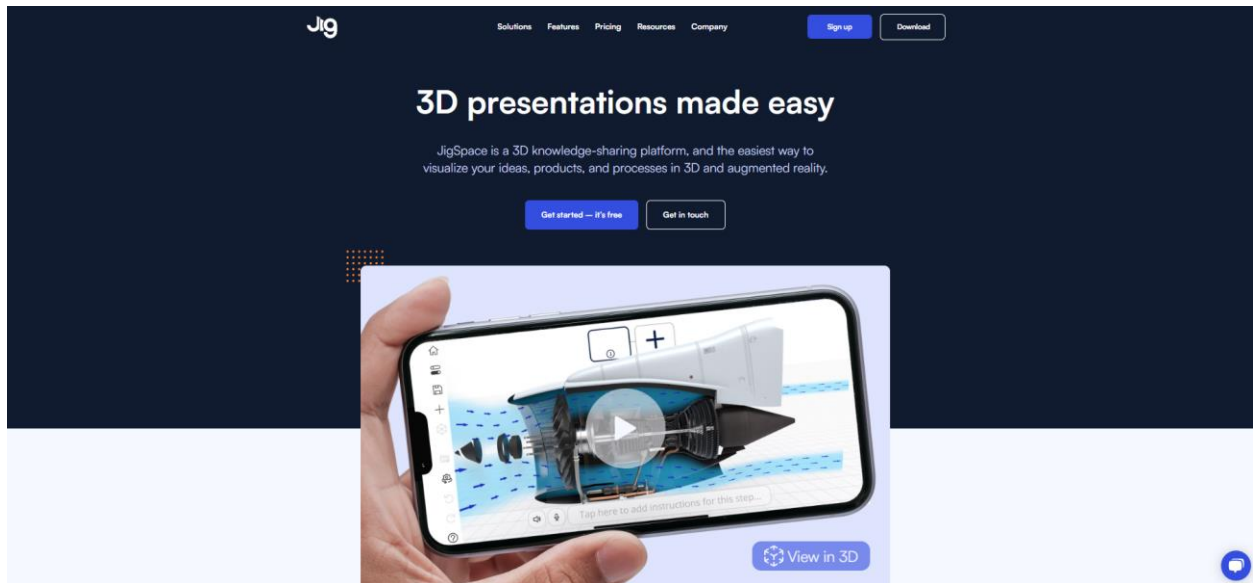 Jig
Solutions Features Pricing Resources Company
Sign up
Download
3D presentations made easy
JigSpace is a 3D knowledge-sharing platform, and the easiest way to
visualize your ideas, products, and processes in 3D and augmented reality.
Get started — it's free
Get in touch
Tap here to add instructions for this step...
View in 3D